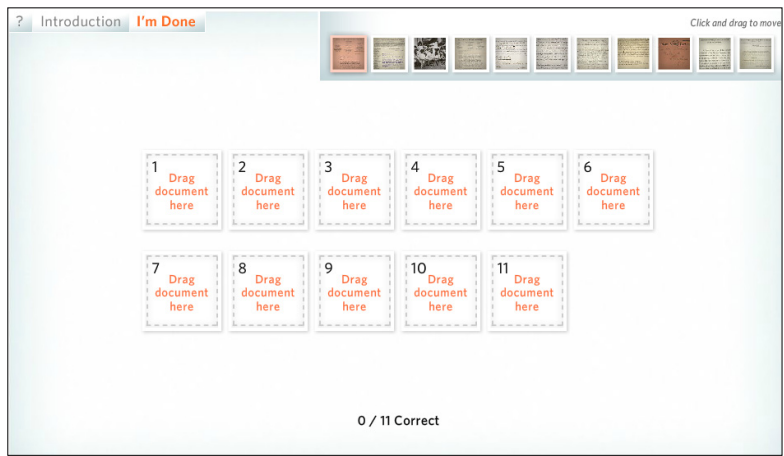 ? Introduction I'm Done
Click and drag to move
1 2 3 4 5 6
Drag Drag Drag Drag Drag Drag
document document document document document document
here here here here here here
7 8 9 10 11
Drag Drag Drag Drag Drag
document document document document document
here here here here here
0 / 11 Correct